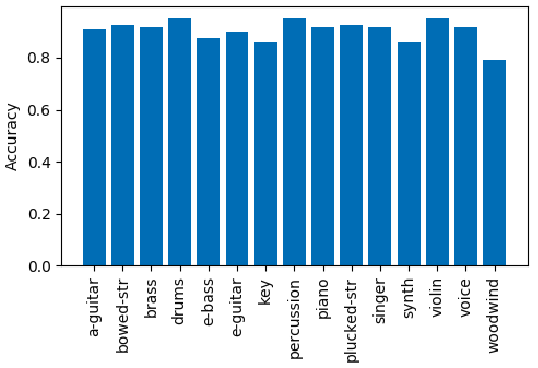 Accuracy
0.8
0.6
0.4
0.2
0.0
a-guitar
bowed-str
brass
drums
e-bass
e-guitar
key
percussion
piano
plucked-str
singer
synth
violin
voice
woodwind